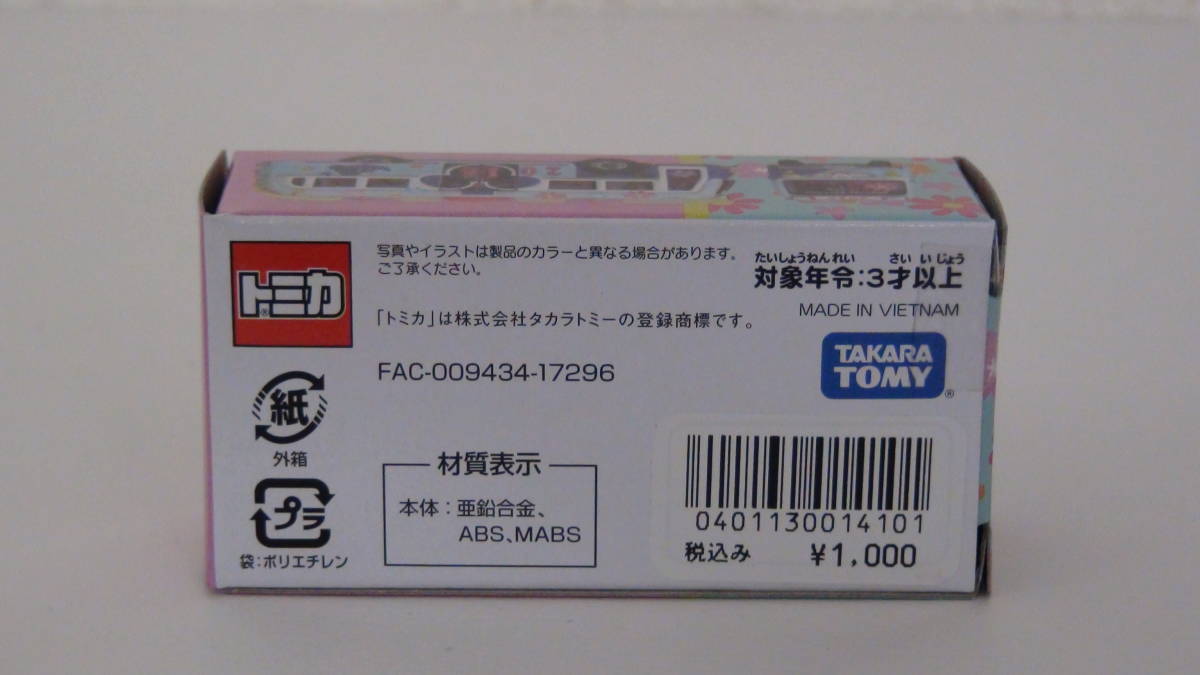 トミカ®
写真やイラストは製品のカラーと異なる場合があります。
ご了承ください。
たいしょうねんれい さいいじょう
対象年令:3才以上
MADE IN VIETNAM
「トミカ」は株式会社タカラトミーの登録商標です。
TAKARA
TOMY®
FAC-009434-17296
紙
外箱
プラ
袋:ポリエチレン
材質表示
本体:亜鉛合金、
ABS、MABS
0401130014101
税込み ¥1,000